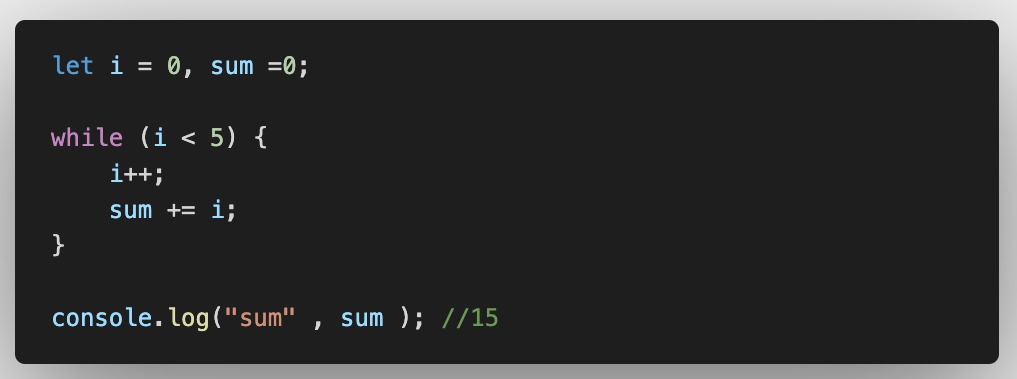 let i = 0, sum =0;
while (i < 5) {
    i++;
    sum += i;
}
console.log("sum" , sum ); //15